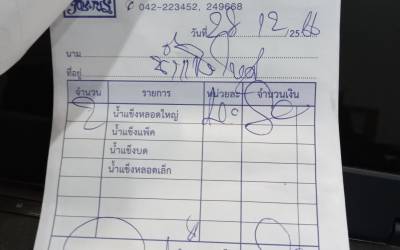 042-223452, 249668
วันที่ 28 / 12 / 2566
นาม
ที่อยู่
จำนวน รายการ หน่วยละ จำนวนเงิน
2 น้ำแข็งหลอดใหญ่ 40.- 80
น้ำแข็งแพ็ค
น้ำแข็งบด
น้ำแข็งหลอดเล็ก